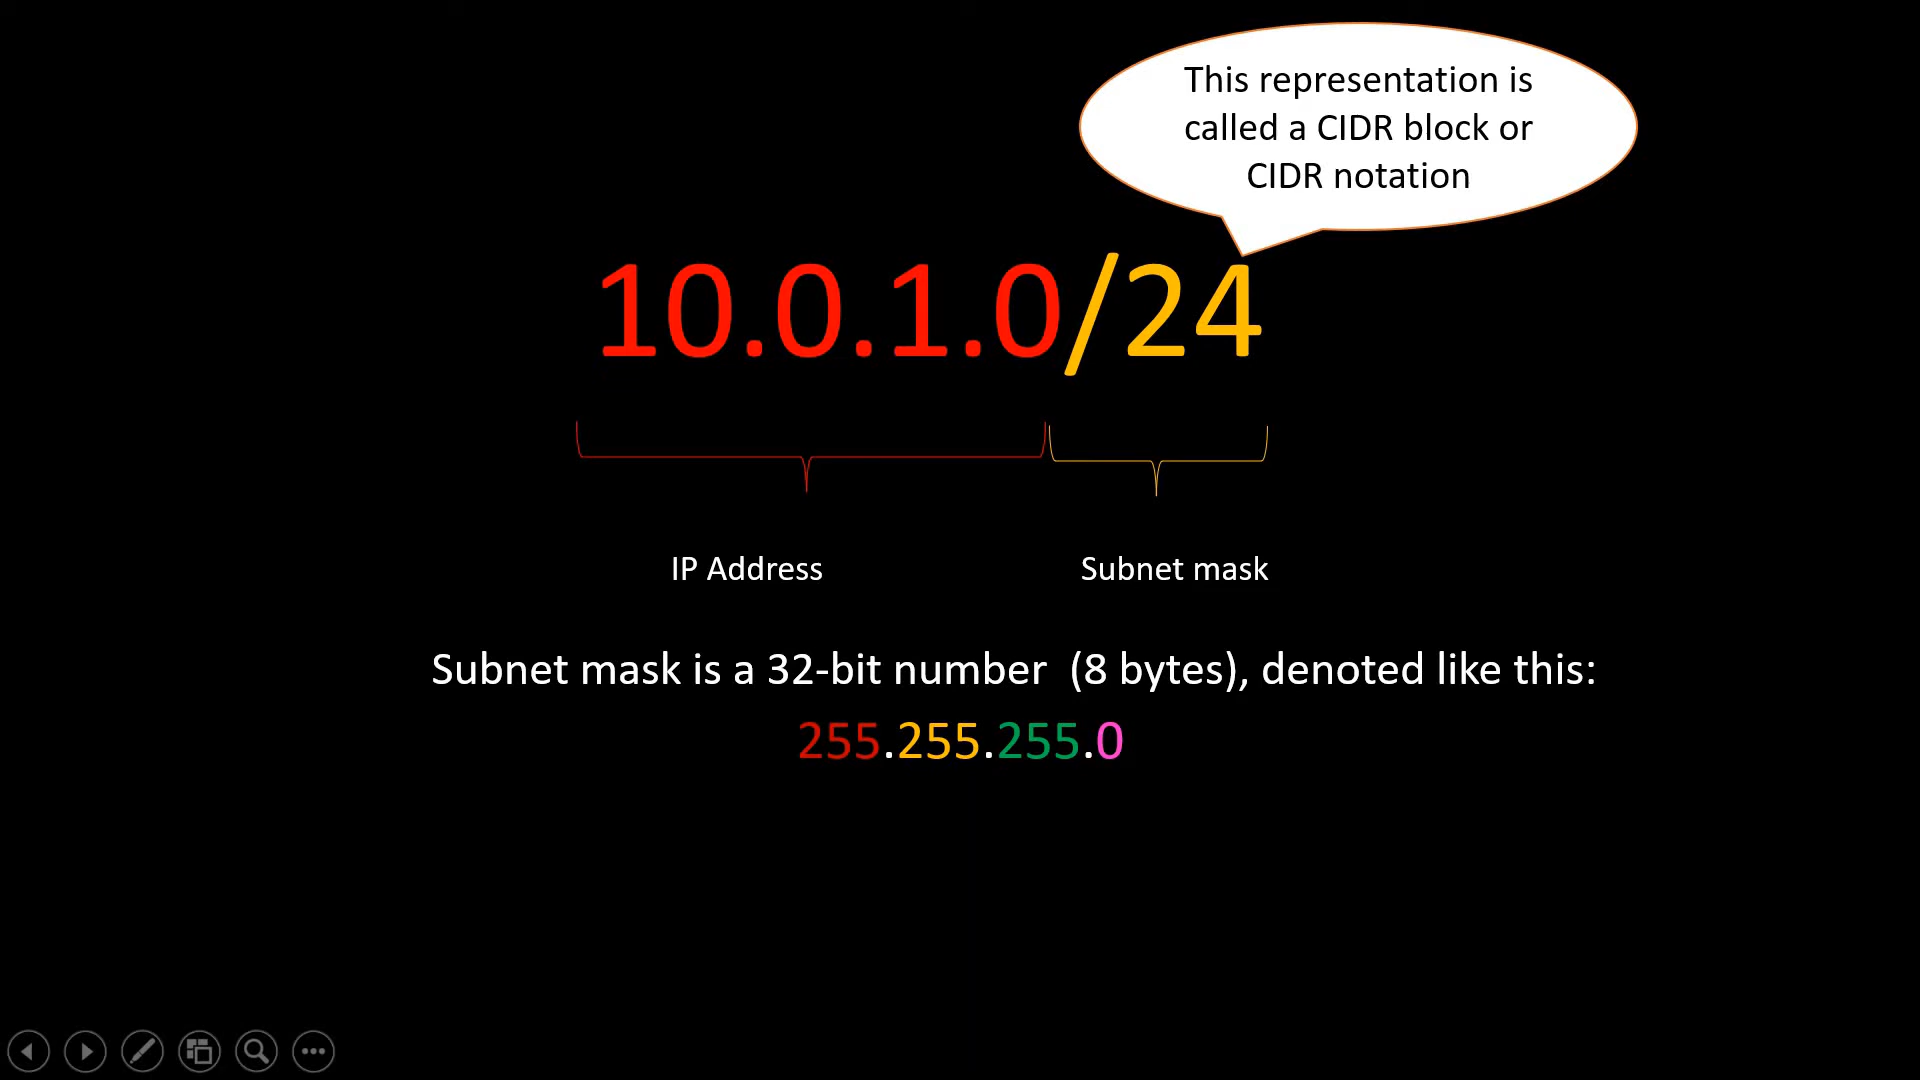 This representation is
called a CIDR block or
CIDR notation
10.0.1.0/24
IP Address
Subnet mask
Subnet mask is a 32-bit number  (8 bytes), denoted like this:
255.255.255.0